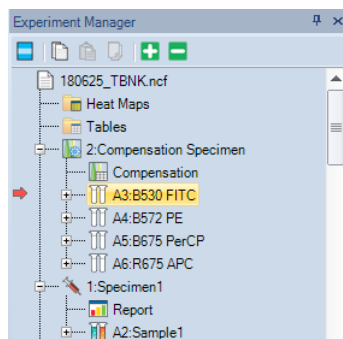 Experiment Manager
180625_TBNK.ncf
Heat Maps
Tables
2:Compensation Specimen
Compensation
A3:B530 FITC
A4:B572 PE
A5:B675 PerCP
A6:R675 APC
1:Specimen1
Report
A2:Sample1